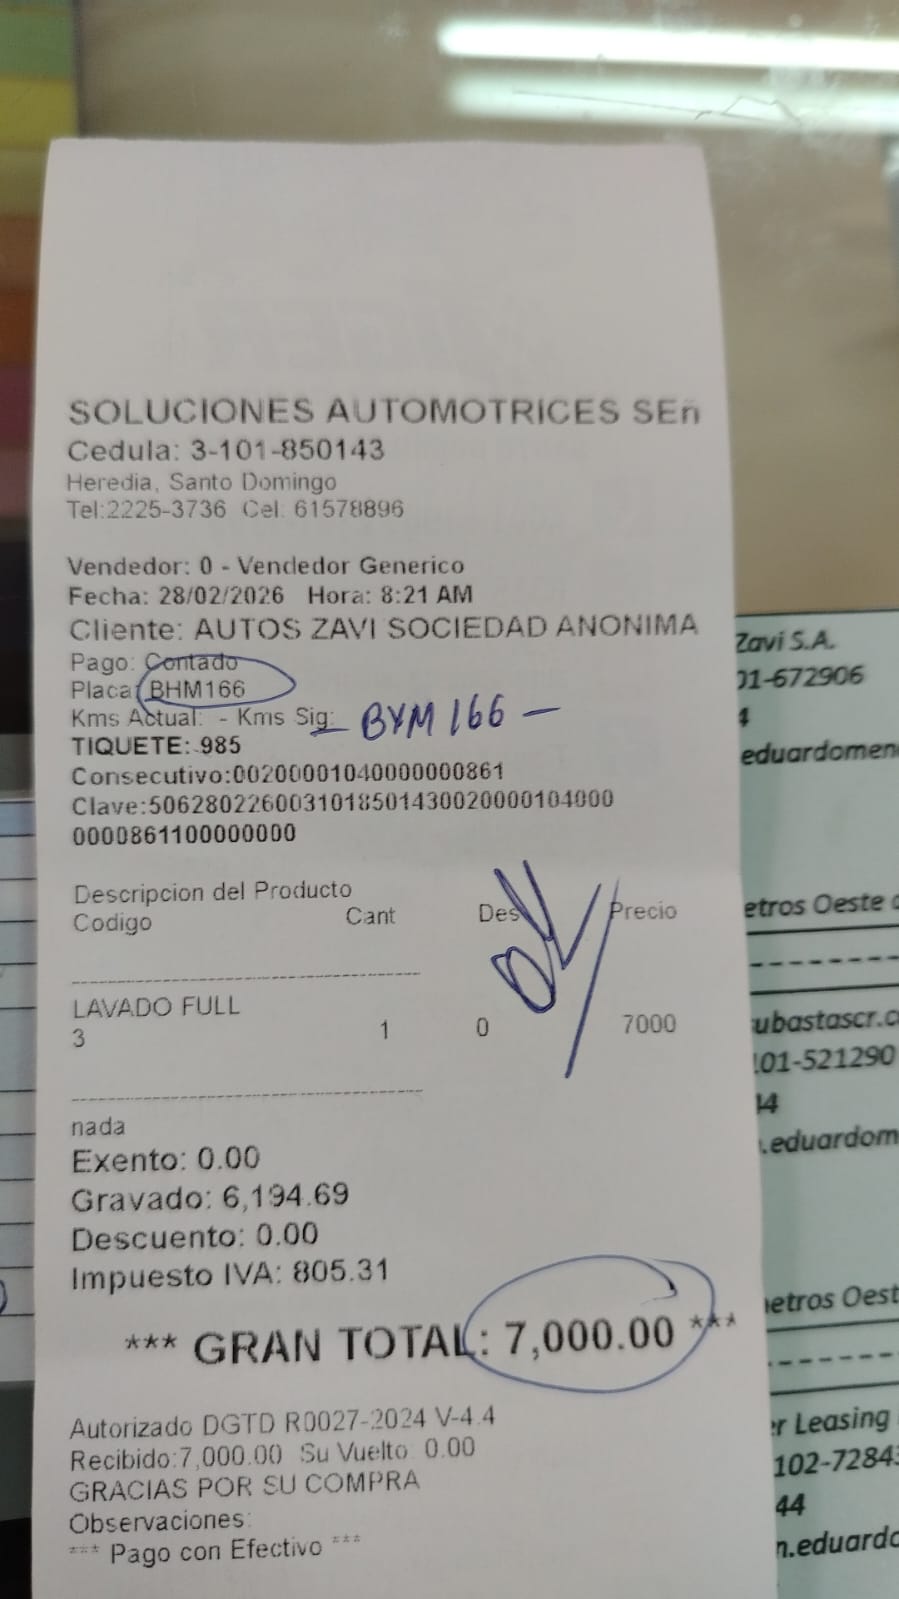 SOLUCIONES AUTOMOTRICES SEñ
Cedula: 3-101-850143
Heredia, Santo Domingo
Tel:2225-3736 Cel: 61578896
Vendedor: 0 - Vendedor Generico
Fecha: 28/02/2026 Hora: 8:21 AM
Cliente: AUTOS ZAVI SOCIEDAD ANONIMA
Pago: Contado
Placa: BHM166
Kms Actual: - Kms Sig:
BYM 166 -
TIQUETE: 985
Consecutivo:00200001040000000861
Clave:50628022600310185014300200001040000
0000861100000000
Descripcion del Producto
Codigo Cant Des Precio
LAVADO FULL
3 1 0 7000
nada
Exento: 0.00
Gravado: 6,194.69
Descuento: 0.00
Impuesto IVA: 805.31
*** GRAN TOTAL: 7,000.00 ***
Autorizado DGTD R0027-2024 V-4.4
Recibido:7,000.00 Su Vuelto: 0.00
GRACIAS POR SU COMPRA
Observaciones:
*** Pago con Efectivo ***
Zavi S.A.
01-672906
4
eduardomen
etros Oeste
ubastascr.c
101-521290
44
.eduardom
etros Oest
er Leasing
102-7284
44
n.eduardo